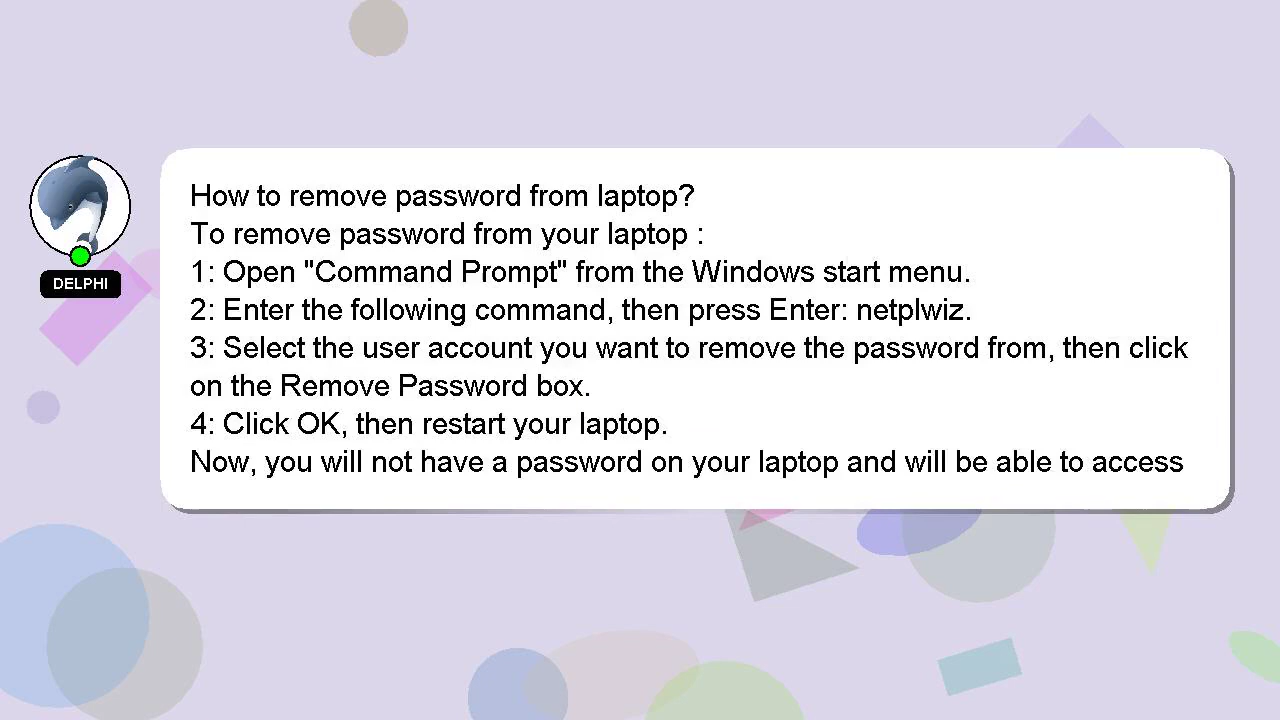 How to remove password from laptop?
To remove password from your laptop :
1: Open "Command Prompt" from the Windows start menu.
2: Enter the following command, then press Enter: netplwiz.
3: Select the user account you want to remove the password from, then click
on the Remove Password box.
4: Click OK, then restart your laptop.
Now, you will not have a password on your laptop and will be able to access
DELPHI